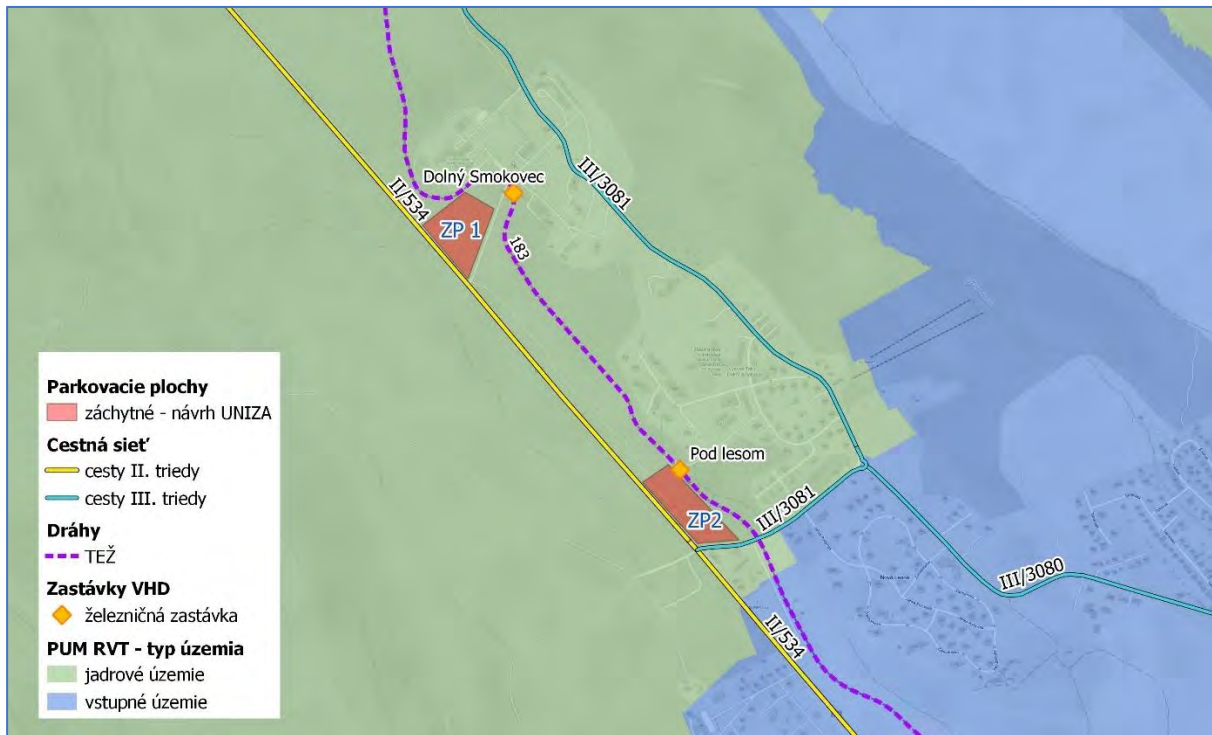 Dolný Smokovec
II/534
ZP 1
183
III/3081
Pod lesom
ZP2
III/3081
III/3080
II/534
Parkovacie plochy
záchytné - návrh UNIZA
Cestná sieť
cesty II. triedy
cesty III. triedy
Dráhy
TEŽ
Zastávky VHD
železničná zastávka
PUM RVT - typ územia
jadrové územie
vstupné územie